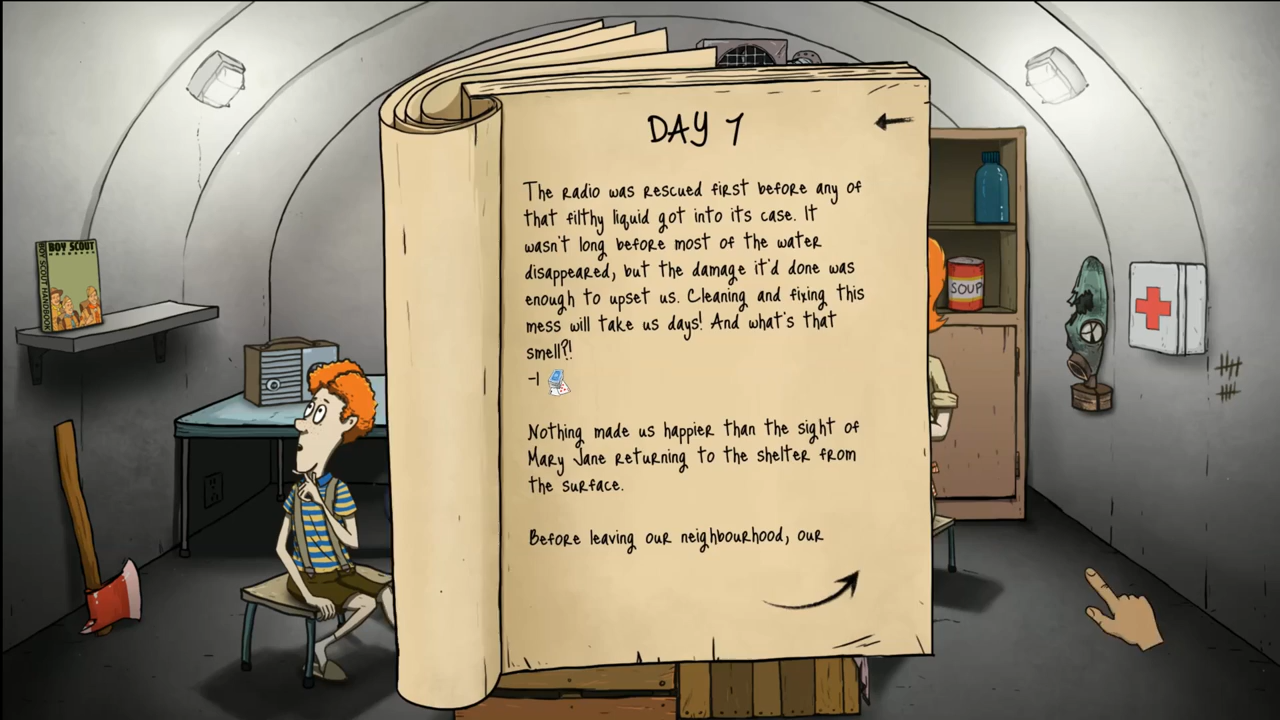 DAY 7
The radio was rescued first before any of
that filthy liquid got into its case. It
wasn't long before most of the water
disappeared, but the damage it'd done was
enough to upset us. Cleaning and fixing this
mess will take us days! And what's that
smell?!
-1
Nothing made us happier than the sight of
Mary Jane returning to the shelter from
the surface.
Before leaving our neighbourhood, our
BOY SCOUT
BOY SCOUT HANDBOOK
SOUP